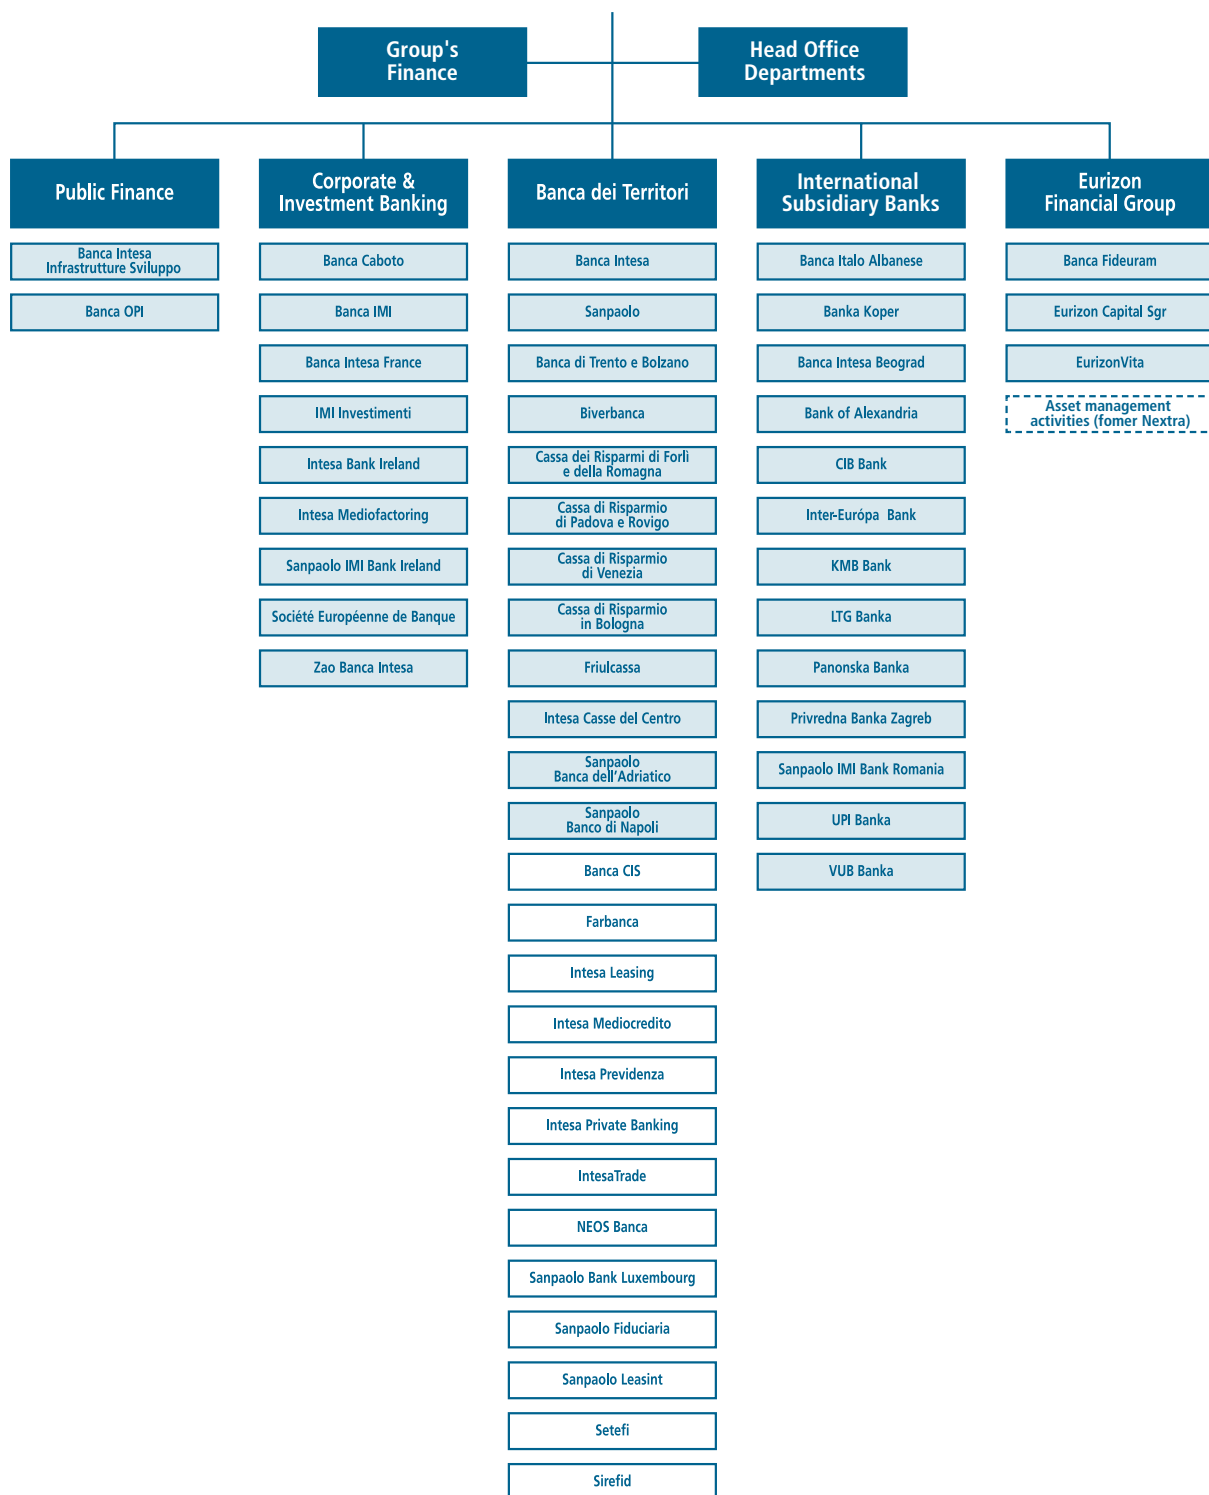 Group's
Finance
Head Office
Departments
Public Finance
Banca Intesa
Infrastrutture Sviluppo
Banca OPI
Corporate &
Investment Banking
Banca Caboto
Banca IMI
Banca Intesa France
IMI Investimenti
Intesa Bank Ireland
Intesa Mediofactoring
Sanpaolo IMI Bank Ireland
Société Européenne de Banque
Zao Banca Intesa
Banca dei Territori
Banca Intesa
Sanpaolo
Banca di Trento e Bolzano
Biverbanca
Cassa dei Risparmi di Forlì
e della Romagna
Cassa di Risparmio
di Padova e Rovigo
Cassa di Risparmio
di Venezia
Cassa di Risparmio
in Bologna
Friulcassa
Intesa Casse del Centro
Sanpaolo
Banca dell'Adriatico
Sanpaolo
Banco di Napoli
Banca CIS
Farbanca
Intesa Leasing
Intesa Mediocredito
Intesa Previdenza
Intesa Private Banking
IntesaTrade
NEOS Banca
Sanpaolo Bank Luxembourg
Sanpaolo Fiduciaria
Sanpaolo Leasint
Setefi
Sirefid
International
Subsidiary Banks
Banca Italo Albanese
Banka Koper
Banca Intesa Beograd
Bank of Alexandria
CIB Bank
Inter-Európa Bank
KMB Bank
LTG Banka
Panonska Banka
Privredna Banka Zagreb
Sanpaolo IMI Bank Romania
UPI Banka
VUB Banka
Eurizon
Financial Group
Banca Fideuram
Eurizon Capital Sgr
EurizonVita
Asset management
activities (fomer Nextra)